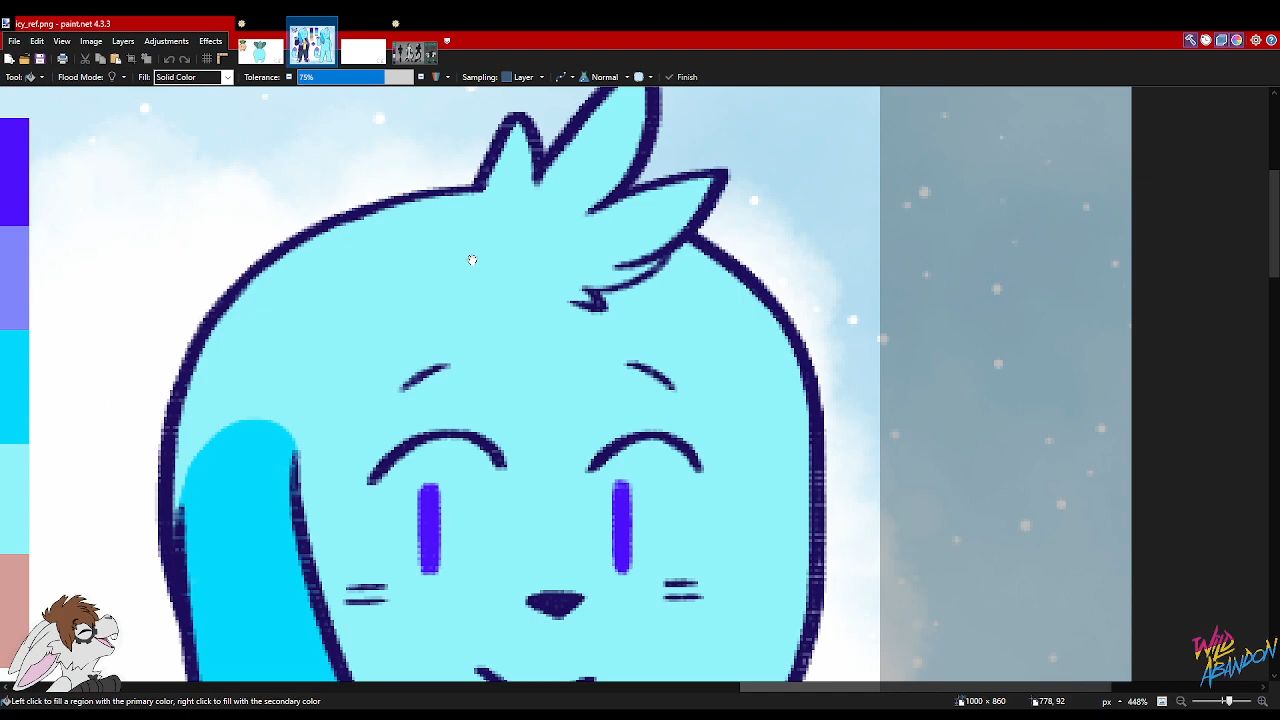 icy_ref.png - paint.net 4.3.3
File Edit View Image Layers Adjustments Effects
Tool: Flood Mode: Fill: Solid Color Tolerance: 75% Sampling: Layer Normal Finish
WILD
ABANDON
Left click to fill a region with the primary color, right click to fill with the secondary color 1000 × 860 778, 92 px 448%